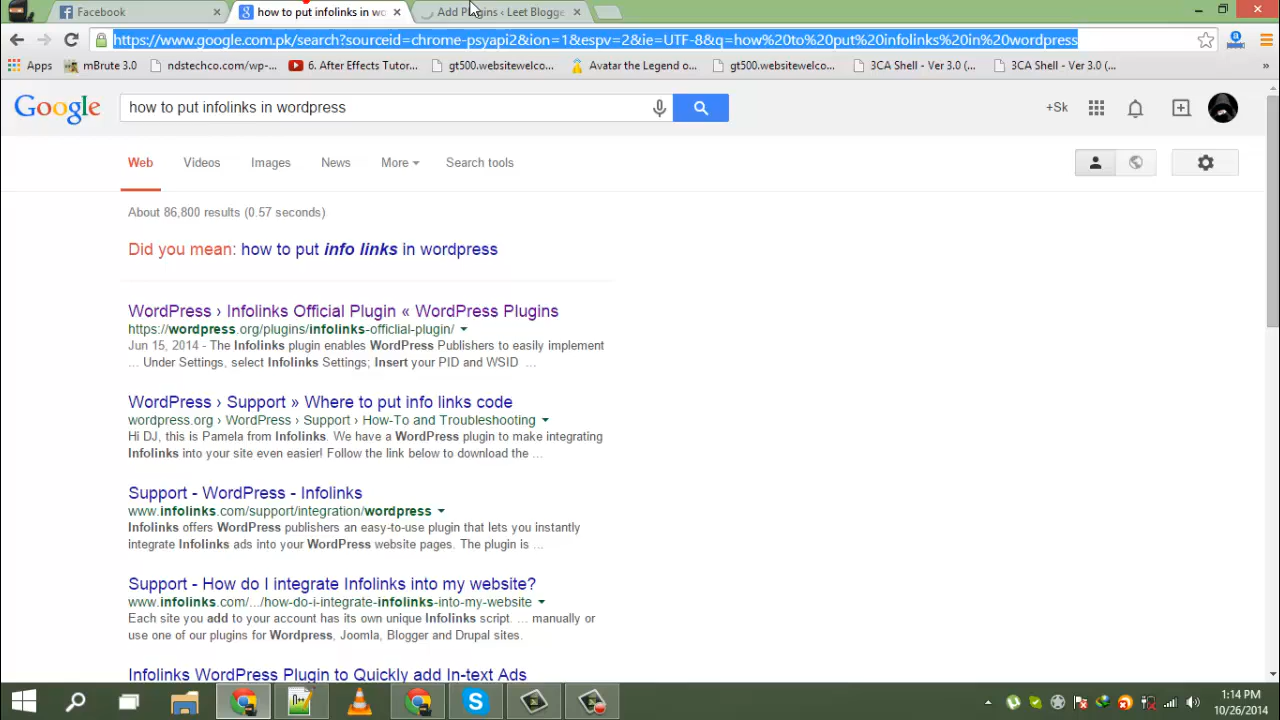 Facebook
how to put infolinks in wo
Add Plugins ‹ Leet Blogge
https://www.google.com.pk/search?sourceid=chrome-psyapi2&ion=1&espv=2&ie=UTF-8&q=how%20to%20put%20infolinks%20in%20wordpress
Apps
mBrute 3.0
ndstechco.com/wp-...
6. After Effects Tutor...
gt500.websitewelco...
Avatar the Legend o...
gt500.websitewelco...
3CA Shell - Ver 3.0 (...
3CA Shell - Ver 3.0 (...
»
Google
how to put infolinks in wordpress
+Sk
Web
Videos
Images
News
More
Search tools
About 86,800 results (0.57 seconds)
Did you mean: how to put info links in wordpress
WordPress › Infolinks Official Plugin « WordPress Plugins
https://wordpress.org/plugins/infolinks-official-plugin/
Jun 15, 2014 - The Infolinks plugin enables WordPress Publishers to easily implement
... Under Settings, select Infolinks Settings; Insert your PID and WSID ...
WordPress › Support » Where to put info links code
wordpress.org › WordPress › Support › How-To and Troubleshooting
Hi DJ, this is Pamela from Infolinks. We have a WordPress plugin to make integrating
Infolinks into your site even easier! Follow the link below to download the ...
Support - WordPress - Infolinks
www.infolinks.com/support/integration/wordpress
Infolinks offers WordPress publishers an easy-to-use plugin that lets you instantly
integrate Infolinks ads into your WordPress website pages. The plugin is ...
Support - How do I integrate Infolinks into my website?
www.infolinks.com/.../how-do-i-integrate-infolinks-into-my-website
Each site you add to your account has its own unique Infolinks script. ... manually or
use one of our plugins for Wordpress, Joomla, Blogger and Drupal sites.
Infolinks WordPress Plugin to Quickly add In-text Ads
1:14 PM
10/26/2014